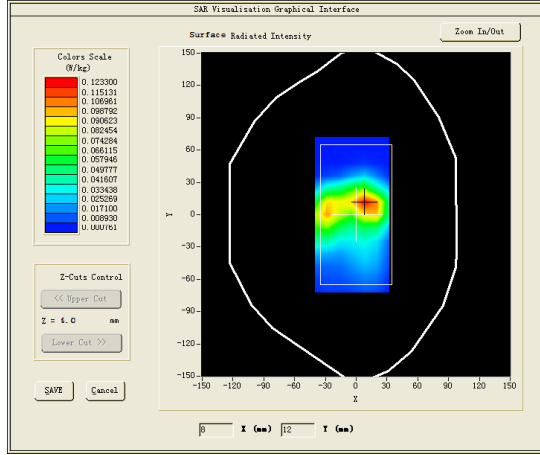 SAR Visualisation Graphical Interface
Surface Radiated Intensity
Zoom In/Out
Colors Scale
(W/kg)
0.123300
0.115131
0.106961
0.098792
0.090623
0.082454
0.074284
0.066115
0.057946
0.049777
0.041607
0.033438
0.025269
0.017100
0.008930
0.000761
150
120
90
60
30
0
-30
-60
-90
-120
-150
Y
-150 -120 -90 -60 -30 0 30 60 90 120 150
X
Z-Cuts Control
<< Upper Cut
Z = 4.0 mm
Lower Cut >>
SAVE Cancel
8 X (mm) 12 Y (mm)